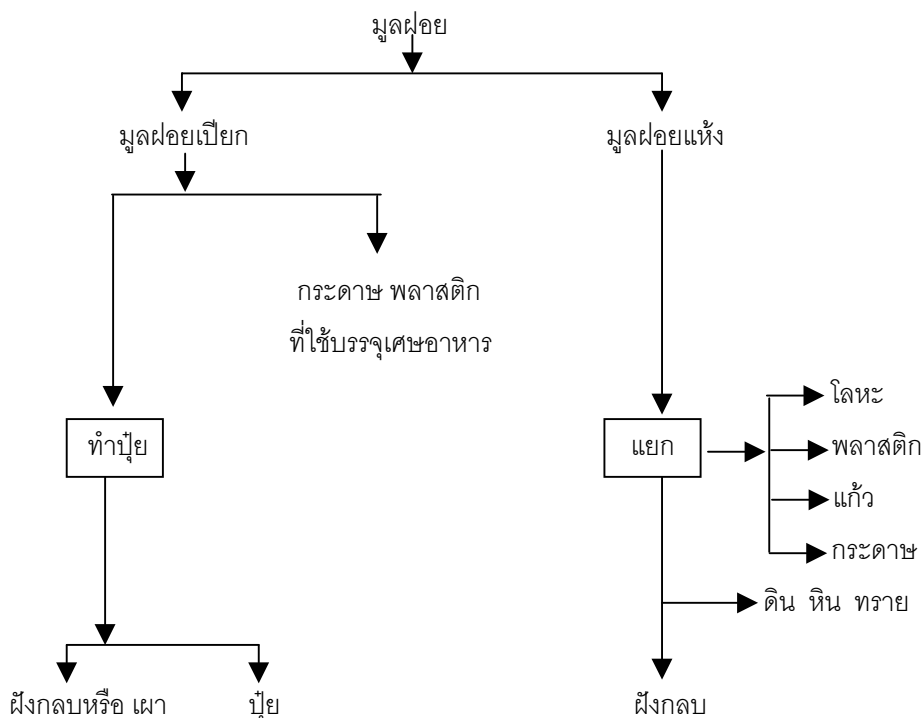 มูลฝอย
มูลฝอยเปียก
มูลฝอยแห้ง
กระดาษ พลาสติก
ที่ใช้บรรจุเศษอาหาร
ทำปุ๋ย
แยก
โลหะ
พลาสติก
แก้ว
กระดาษ
ดิน หิน ทราย
ฝังกลบหรือ เผา
ปุ๋ย
ฝังกลบ